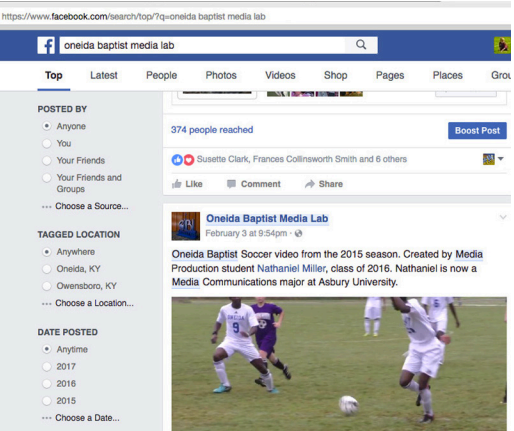 https://www.facebook.com/search/top/?q=oneida baptist media lab
f
oneida baptist media lab
Top Latest People Photos Videos Shop Pages Places
POSTED BY
Anyone
You
Your Friends
Your Friends and
Groups
Choose a Source...
TAGGED LOCATION
Anywhere
Oneida, KY
Owensboro, KY
Choose a Location...
DATE POSTED
Anytime
2017
2016
2015
Choose a Date...
374 people reached
Boost Post
Susette Clark, Frances Collinsworth Smith and 6 others
Like Comment Share
Oneida Baptist Media Lab
February 3 at 9:54pm ·
Oneida Baptist Soccer video from the 2015 season. Created by Media
Production student Nathaniel Miller, class of 2016. Nathaniel is now a
Media Communications major at Asbury University.
ONEIDA
9